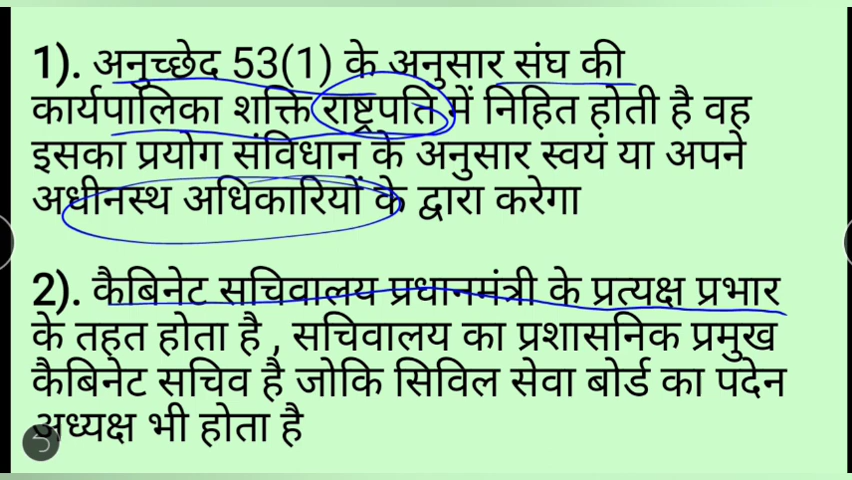 1). अनुच्छेद 53(1) के अनुसार संघ की
कार्यपालिका शक्ति राष्ट्रपति में निहित होती है वह
इसका प्रयोग संविधान के अनुसार स्वयं या अपने
अधीनस्थ अधिकारियों के द्वारा करेगा
2). कैबिनेट सचिवालय प्रधानमंत्री के प्रत्यक्ष प्रभार
के तहत होता है , सचिवालय का प्रशासनिक प्रमुख
कैबिनेट सचिव है जोकि सिविल सेवा बोर्ड का पदेन
अध्यक्ष भी होता है